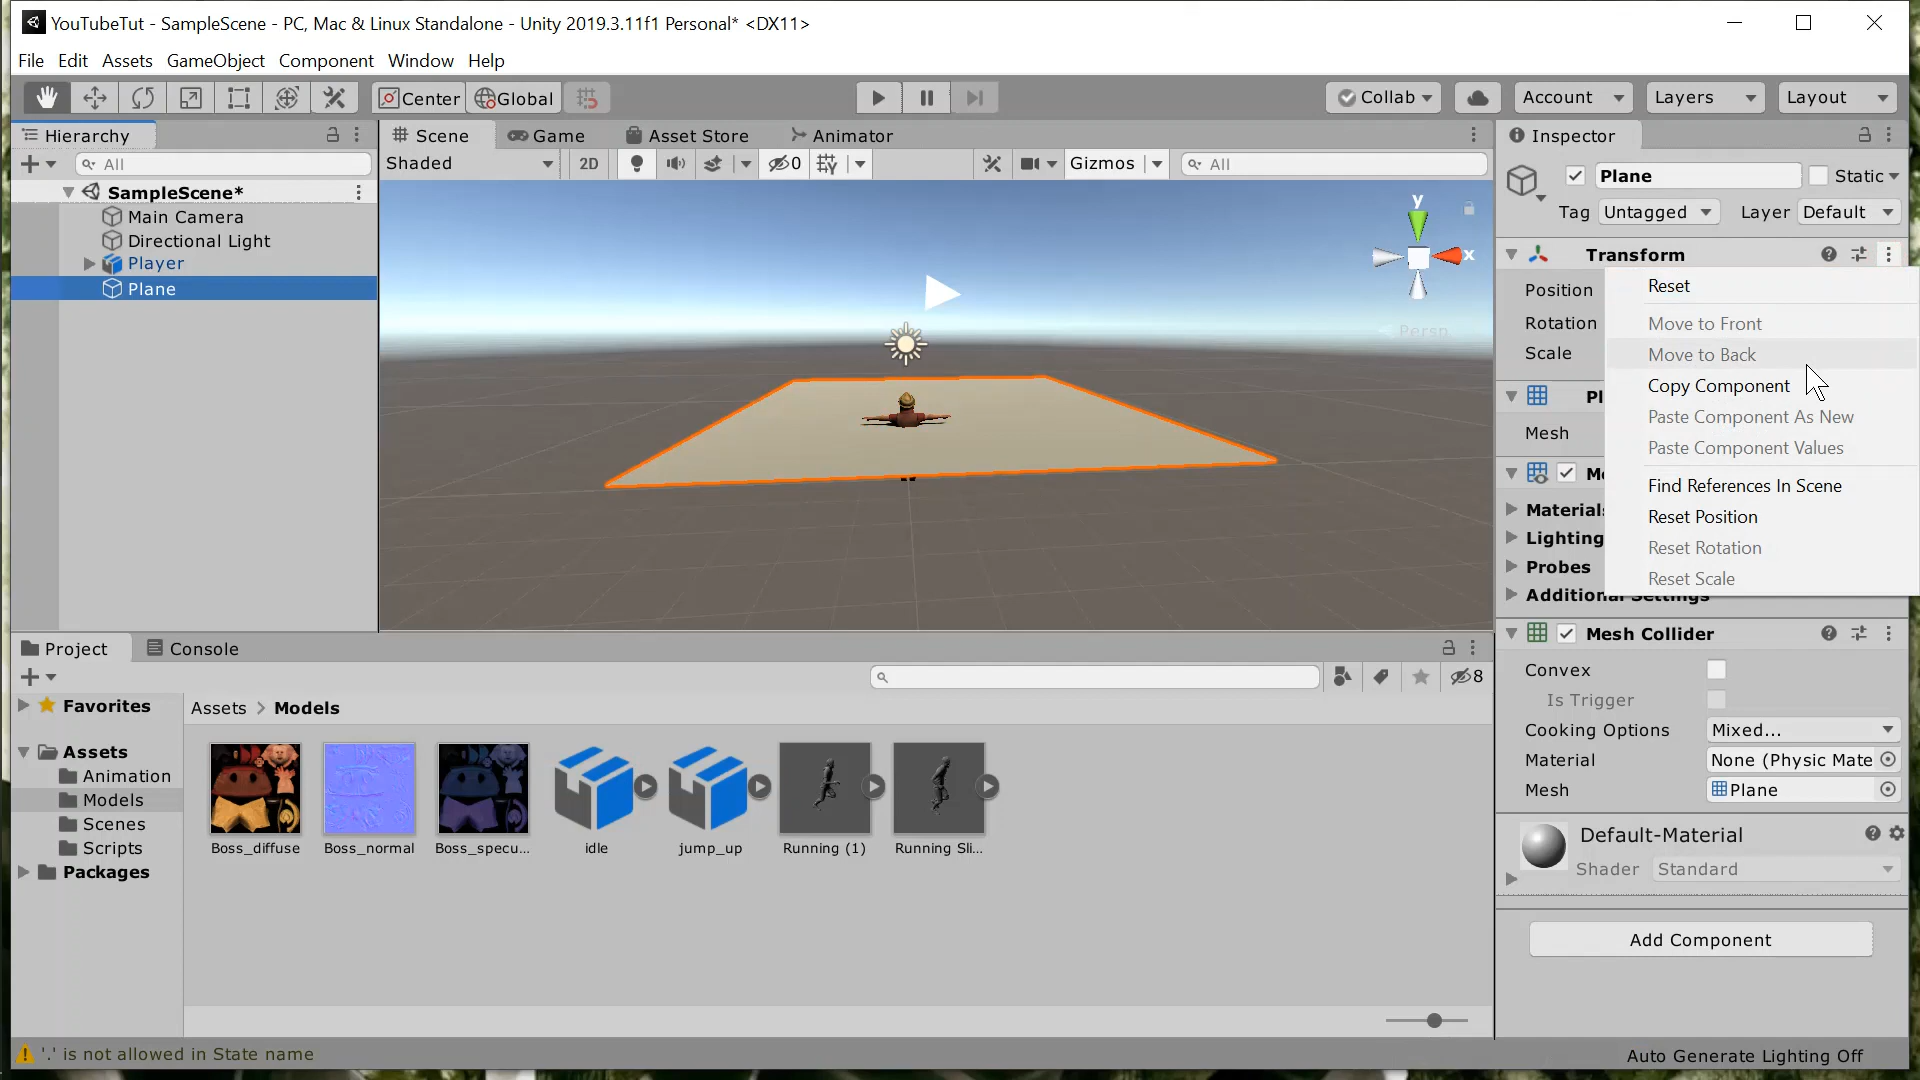 YouTubeTut - SampleScene - PC, Mac & Linux Standalone - Unity 2019.3.11f1 Personal* <DX11>
File Edit Assets GameObject Component Window Help
Center Global Collab Account Layers Layout
Hierarchy
All
SampleScene*
Main Camera
Directional Light
Player
Plane
Scene Game Asset Store Animator
Shaded 2D 0 Gizmos All
y
x
Persp
Inspector
Plane Static
Tag Untagged Layer Default
Transform
Position
Rotation
Scale
Pl
Mesh
Me
Materials
Lighting
Probes
Additional Settings
Reset
Move to Front
Move to Back
Copy Component
Paste Component As New
Paste Component Values
Find References In Scene
Reset Position
Reset Rotation
Reset Scale
Mesh Collider
Convex
Is Trigger
Cooking Options Mixed...
Material None (Physic Mate
Mesh Plane
Default-Material
Shader Standard
Add Component
Project Console
8
Favorites
Assets
Animation
Models
Scenes
Scripts
Packages
Assets > Models
Boss_diffuse Boss_normal Boss_specu... idle jump_up Running (1) Running Sli...
'.' is not allowed in State name
Auto Generate Lighting Off